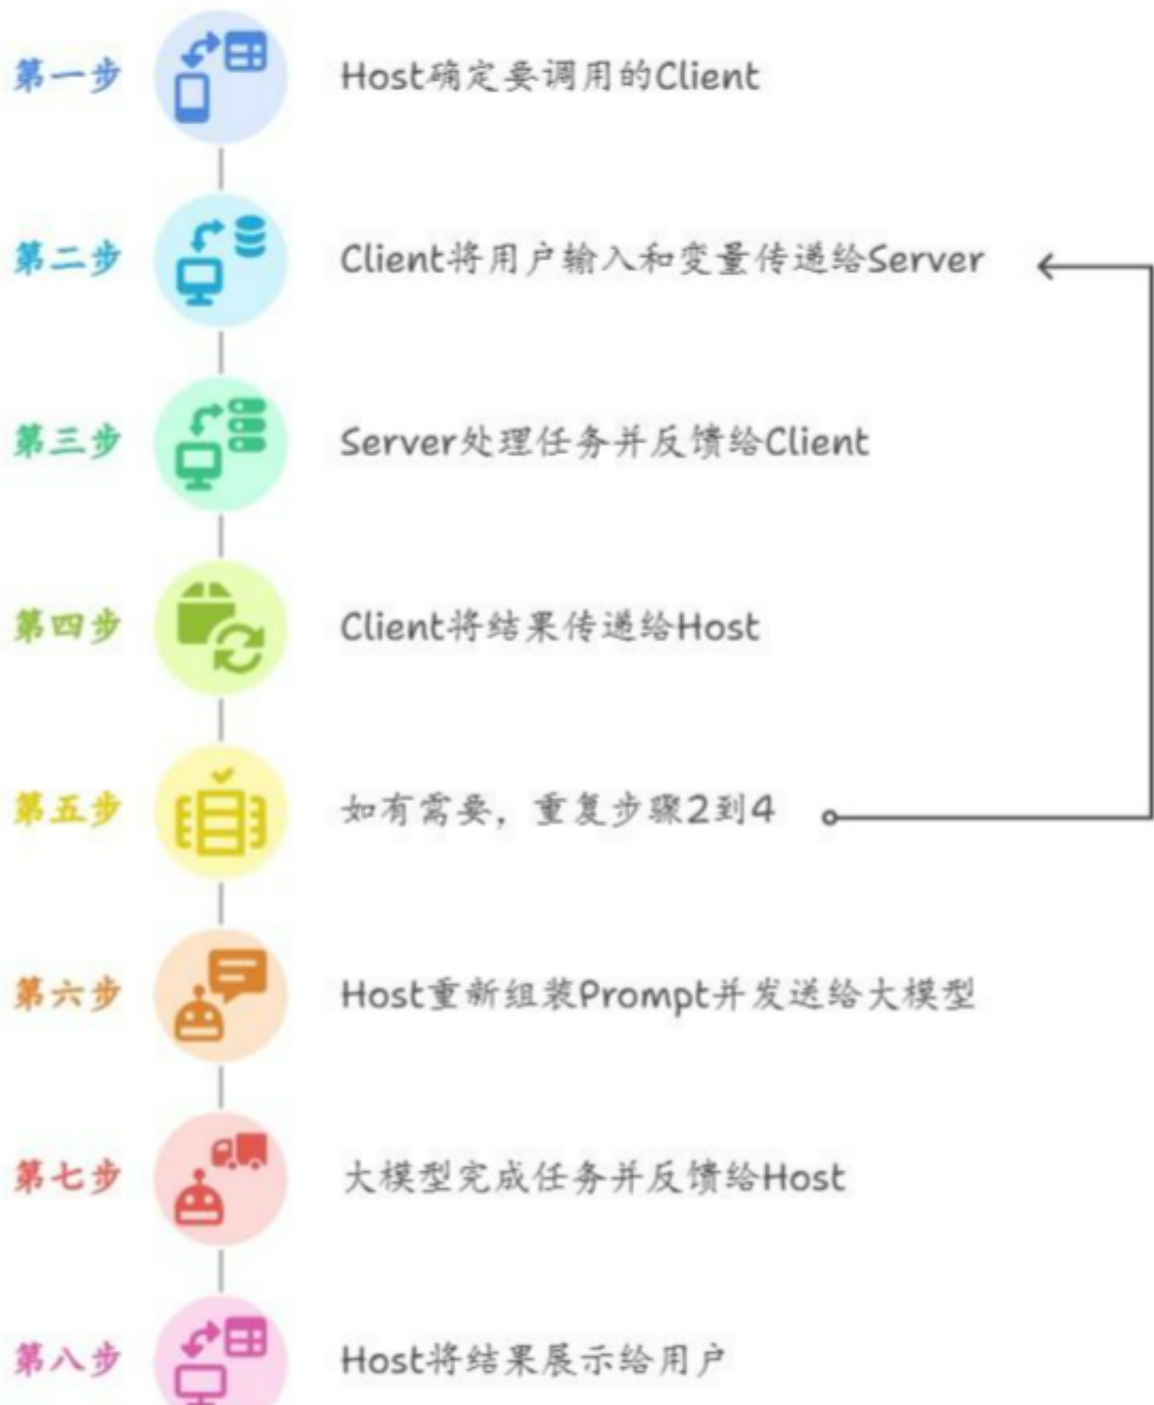 第一步 Host确定要调用的Client
第二步 Client将用户输入和变量传递给Server
第三步 Server处理任务并反馈给Client
第四步 Client将结果传递给Host
第五步 如有需要，重复步骤2到4
第六步 Host重新组装Prompt并发送给大模型
第七步 大模型完成任务并反馈给Host
第八步 Host将结果展示给用户